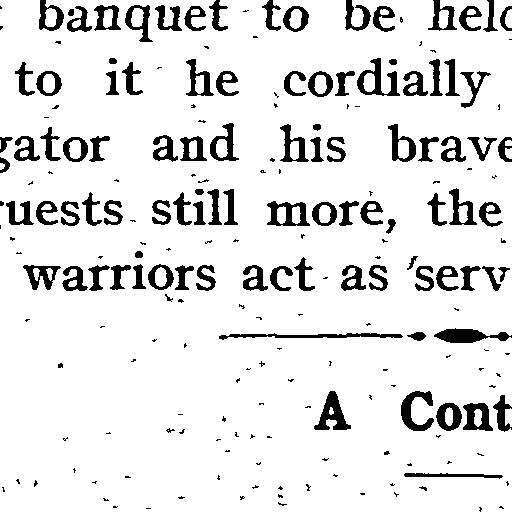 banquet to be held
to it he cordially
gator and his brave
guests still more, the
warriors act as 'serv
A Cont